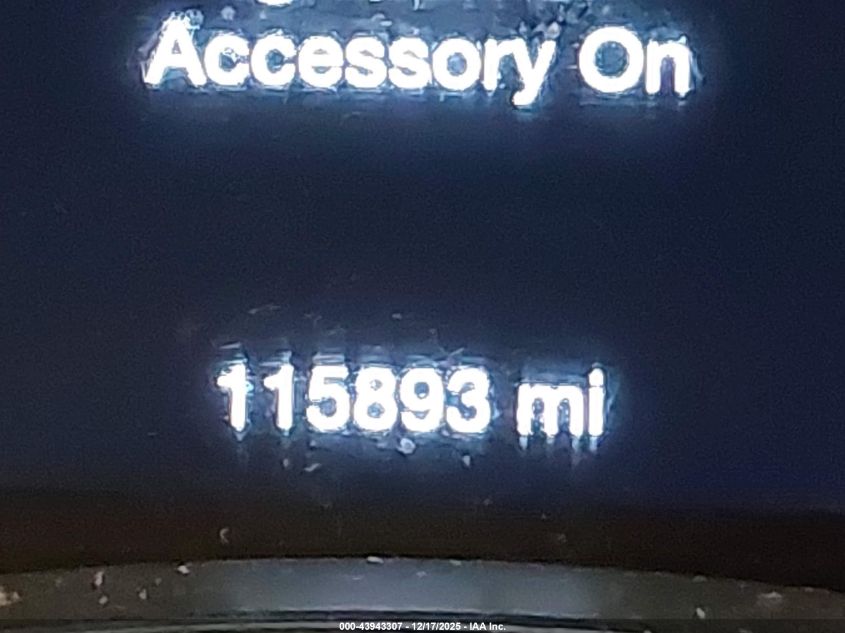 Accessory On
115893 mi
000-43943307 - 12/17/2025 - IAA Inc.